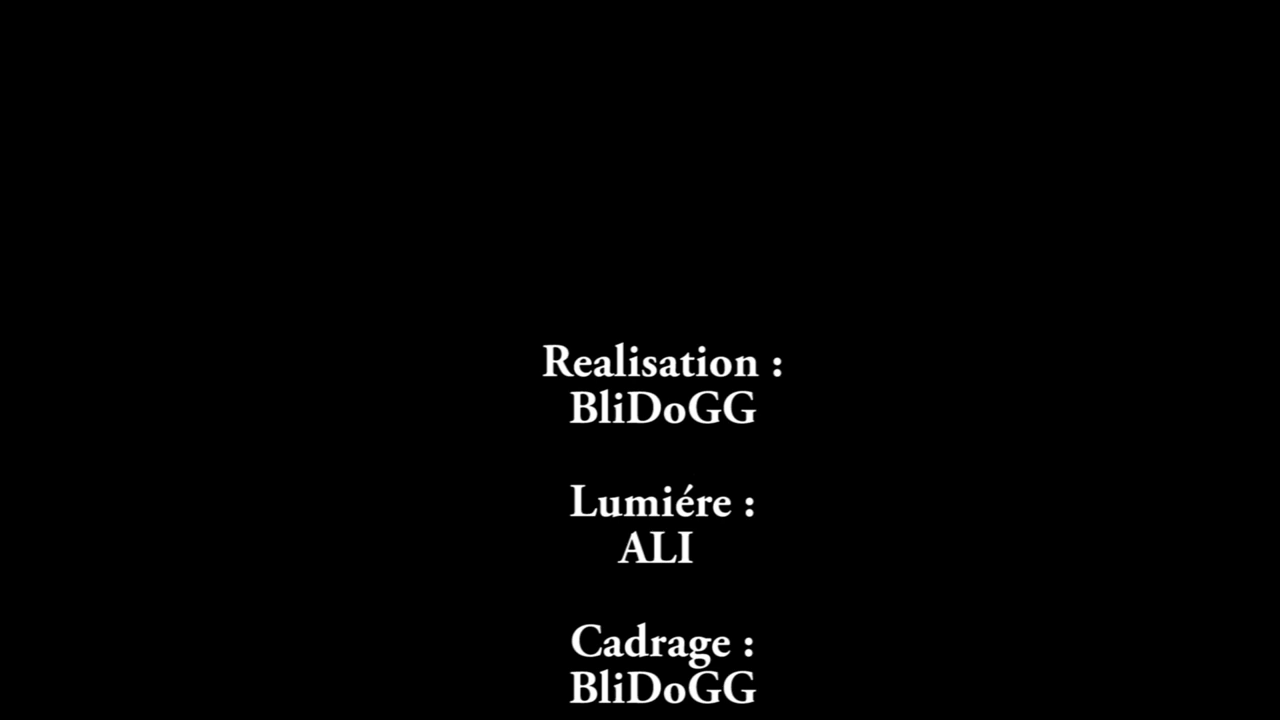 Realisation :
BliDoGG
Lumiére :
ALI
Cadrage :
BliDoGG